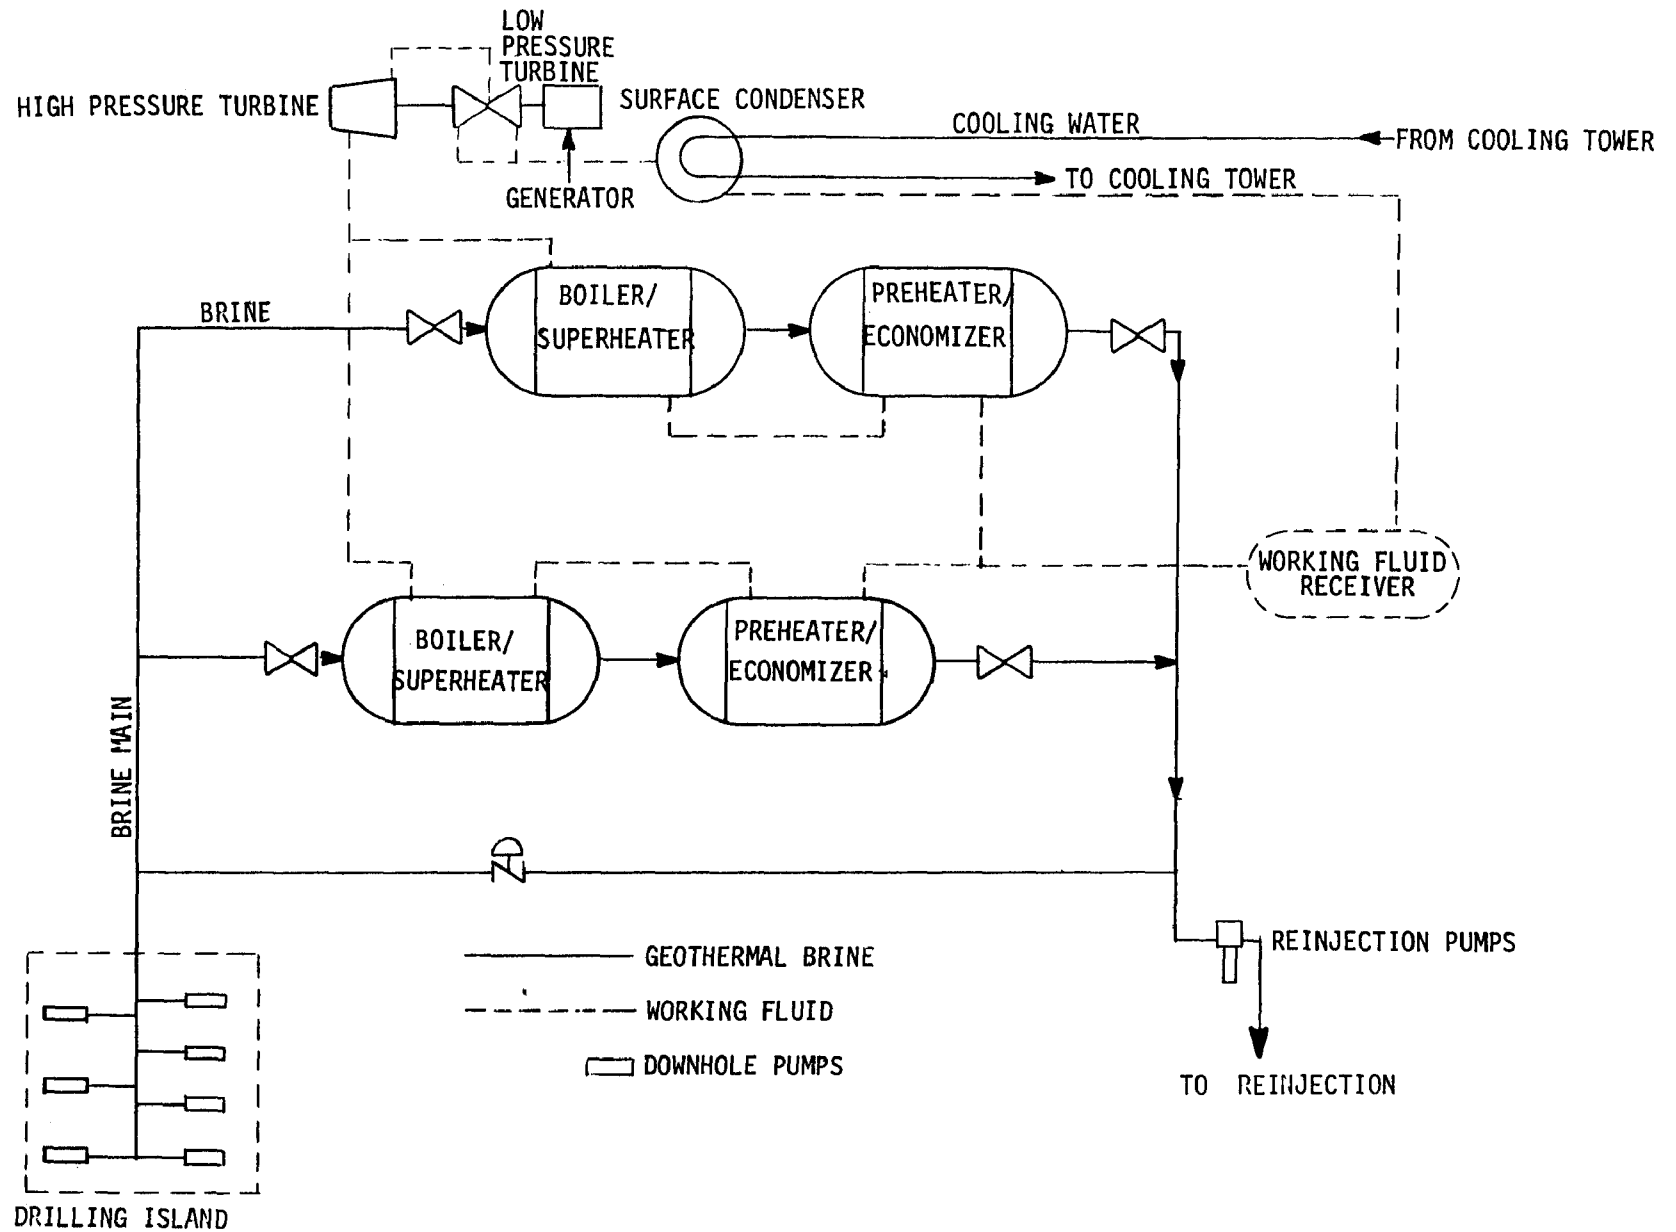 LOW
PRESSURE
TURBINE
HIGH PRESSURE TURBINE
SURFACE CONDENSER
COOLING WATER
FROM COOLING TOWER
TO COOLING TOWER
GENERATOR
BRINE
BOILER/
SUPERHEATER
PREHEATER/
ECONOMIZER
WORKING FLUID
RECEIVER
BOILER/
SUPERHEATER
PREHEATER/
ECONOMIZER
BRINE MAIN
GEOTHERMAL BRINE
WORKING FLUID
DOWNHOLE PUMPS
REINJECTION PUMPS
TO REINJECTION
DRILLING ISLAND